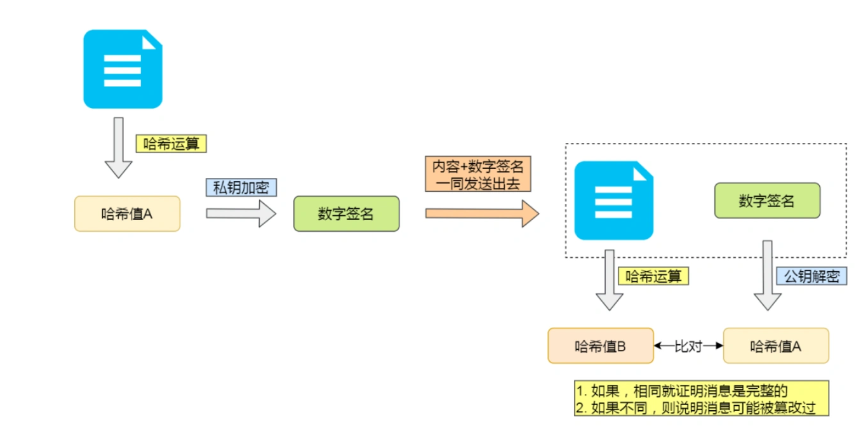 哈希运算
哈希值A
私钥加密
数字签名
内容+数字签名
一同发送出去
数字签名
哈希运算
公钥解密
哈希值B
比对
哈希值A
1. 如果，相同就证明消息是完整的
2. 如果不同，则说明消息可能被篡改过